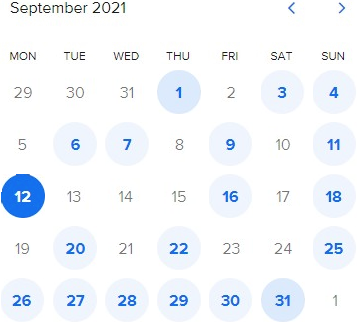 September 2021
MON TUE WED THU FRI SAT SUN
29 30 31 1 2 3 4
5 6 7 8 9 10 11
12 13 14 15 16 17 18
19 20 21 22 23 24 25
26 27 28 29 30 31 1